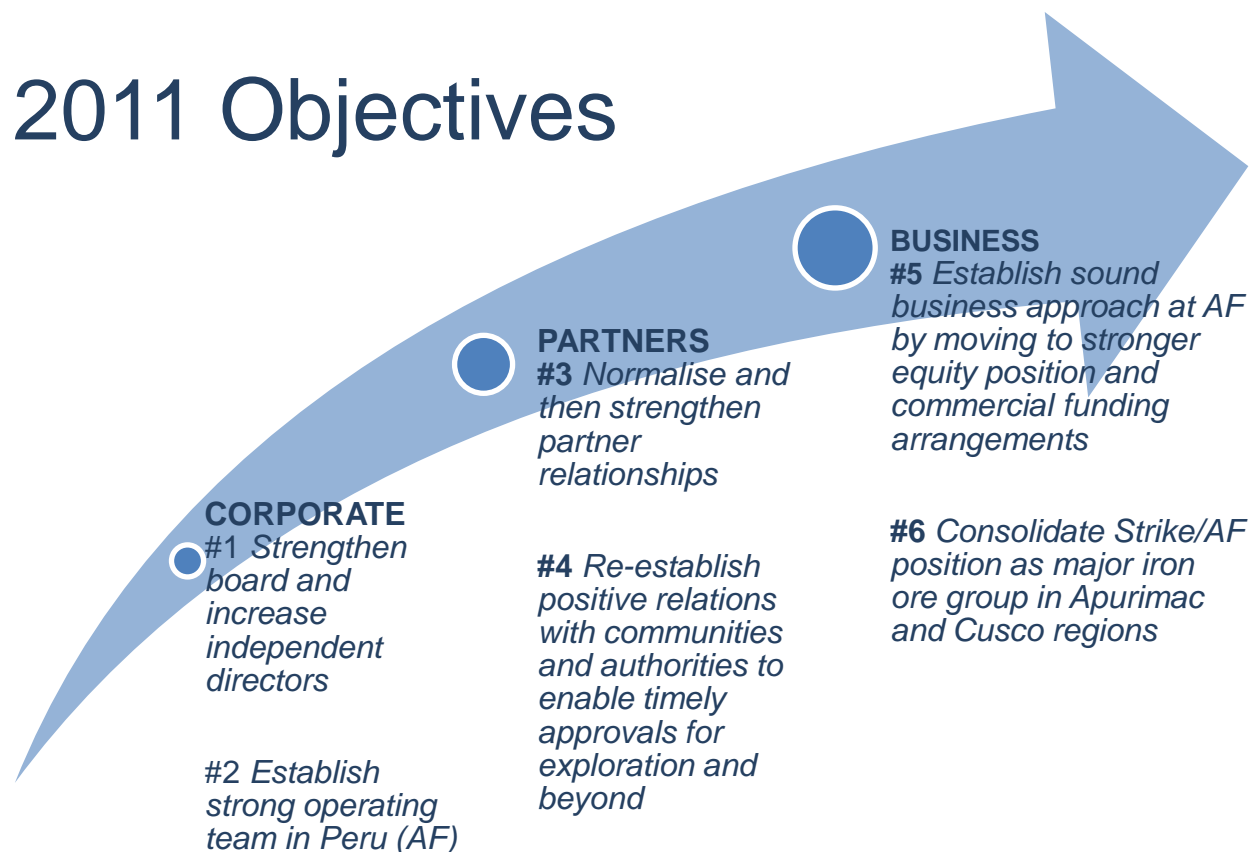 2011 Objectives
CORPORATE
#1 Strengthen
board and
increase
independent
directors
#2 Establish
strong operating
team in Peru (AF)
PARTNERS
#3 Normalise and
then strengthen
partner
relationships
#4 Re-establish
positive relations
with communities
and authorities to
enable timely
approvals for
exploration and
beyond
BUSINESS
#5 Establish sound
business approach at AF
by moving to stronger
equity position and
commercial funding
arrangements
#6 Consolidate Strike/AF
position as major iron
ore group in Apurimac
and Cusco regions